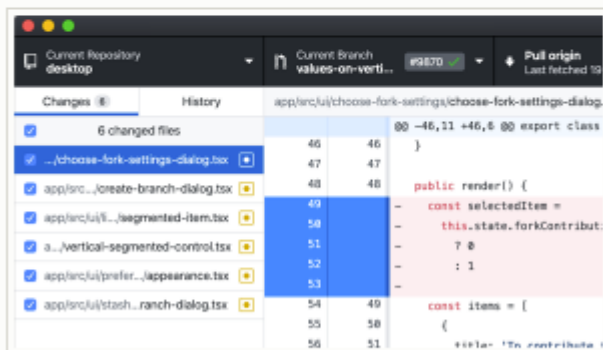 Current Repository
desktop
Current Branch
values-on-verti...
#9870
Pull origin
Last fetched 19
Changes 6
History
app/src/ui/choose-fork-settings/choose-fork-settings-dialog.
6 changed files
.../choose-fork-settings-dialog.tsx
app/src.../create-branch-dialog.tsx
app/src/ui/li.../segmented-item.tsx
a.../vertical-segmented-control.tsx
app/src/ui/prefer.../appearance.tsx
app/src/ui/stash...ranch-dialog.tsx
@@ -46,11 +46,6 @@ export class
46 46 }
47 47
48 48 public render() {
49 - const selectedItem =
50 - this.state.forkContributi
51 - ? 0
52 - : 1
53 -
54 49 const items = [
55 50 {
56 51 title: 'To contribute